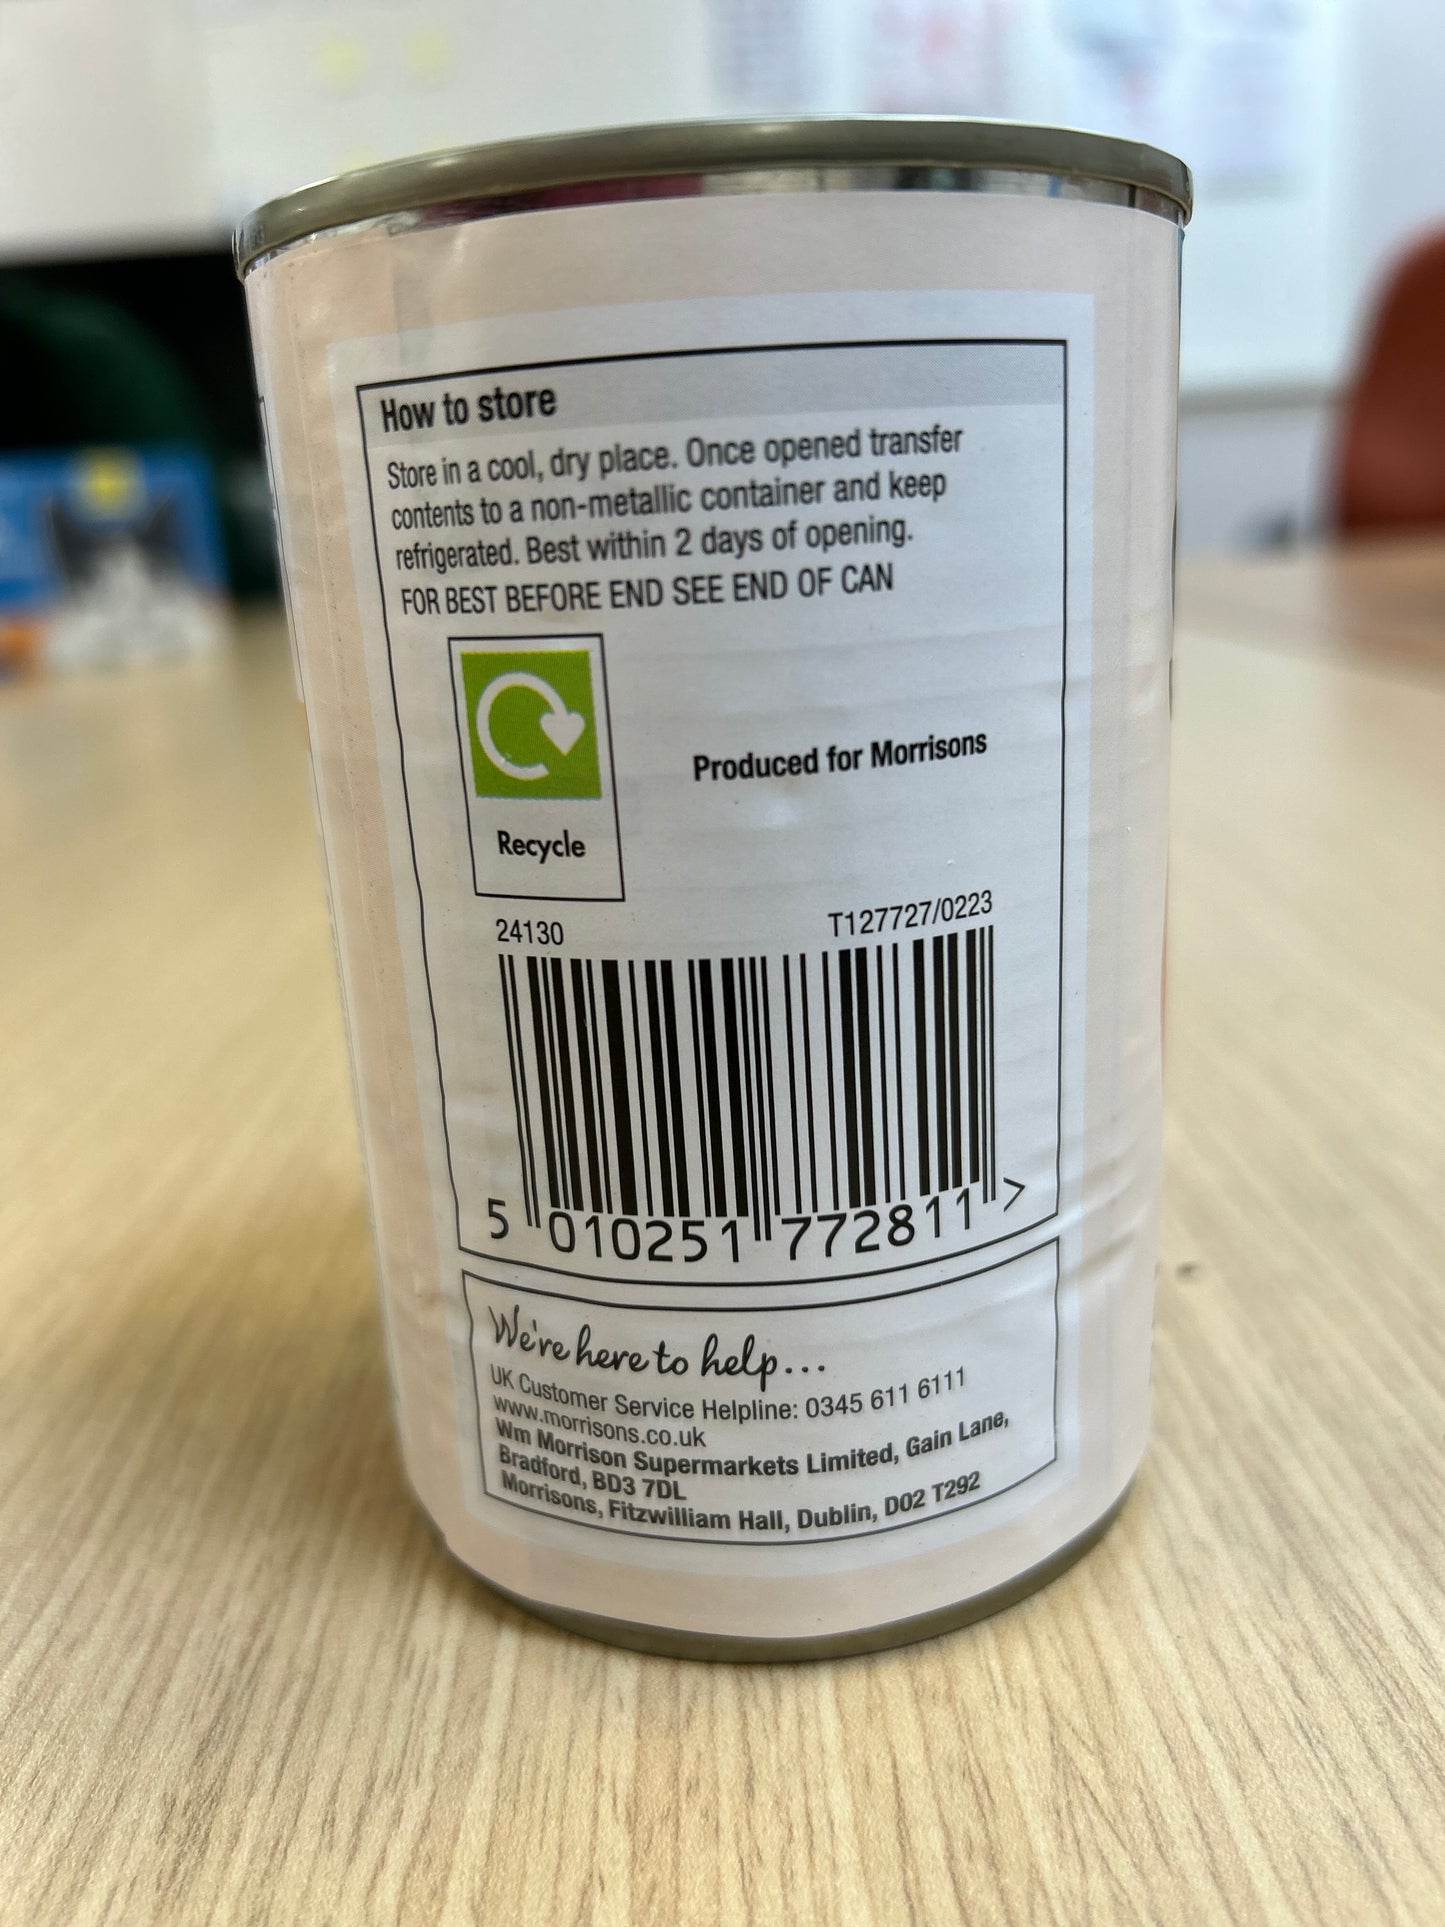 How to store
Store in a cool, dry place. Once opened transfer
contents to a non-metallic container and keep
refrigerated. Best within 2 days of opening.
FOR BEST BEFORE END SEE END OF CAN
Recycle
Produced for Morrisons
24130
T127727/0223
5 010251 772811 >
We're here to help...
UK Customer Service Helpline: 0345 611 6111
www.morrisons.co.uk
Wm Morrison Supermarkets Limited, Gain Lane,
Bradford, BD3 7DL
Morrisons, Fitzwilliam Hall, Dublin, D02 T292